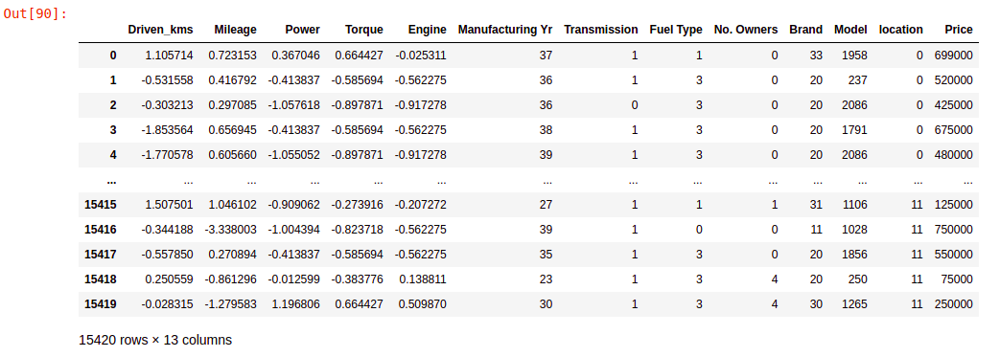 Out[90]:
Driven_kms Mileage Power Torque Engine Manufacturing Yr Transmission Fuel Type No. Owners Brand Model location Price
0 1.105714 0.723153 0.367046 0.664427 -0.025311 37 1 1 0 33 1958 0 699000
1 -0.531558 0.416792 -0.413837 -0.585694 -0.562275 36 1 3 0 20 237 0 520000
2 -0.303213 0.297085 -1.057618 -0.897871 -0.917278 36 0 3 0 20 2086 0 425000
3 -1.853564 0.656945 -0.413837 -0.585694 -0.562275 38 1 3 0 20 1791 0 675000
4 -1.770578 0.605660 -1.055052 -0.897871 -0.917278 39 1 3 0 20 2086 0 480000
... ... ... ... ... ... ... ... ... ... ... ... ... ...
15415 1.507501 1.046102 -0.909062 -0.273916 -0.207272 27 1 1 1 31 1106 11 125000
15416 -0.344188 -3.338003 -1.004394 -0.823718 -0.562275 39 1 0 0 11 1028 11 750000
15417 -0.557850 0.270894 -0.413837 -0.585694 -0.562275 35 1 3 0 20 1856 11 550000
15418 0.250559 -0.861296 -0.012599 -0.383776 0.138811 23 1 3 4 20 250 11 75000
15419 -0.028315 -1.279583 1.196806 0.664427 0.509870 30 1 3 4 30 1265 11 250000
15420 rows × 13 columns